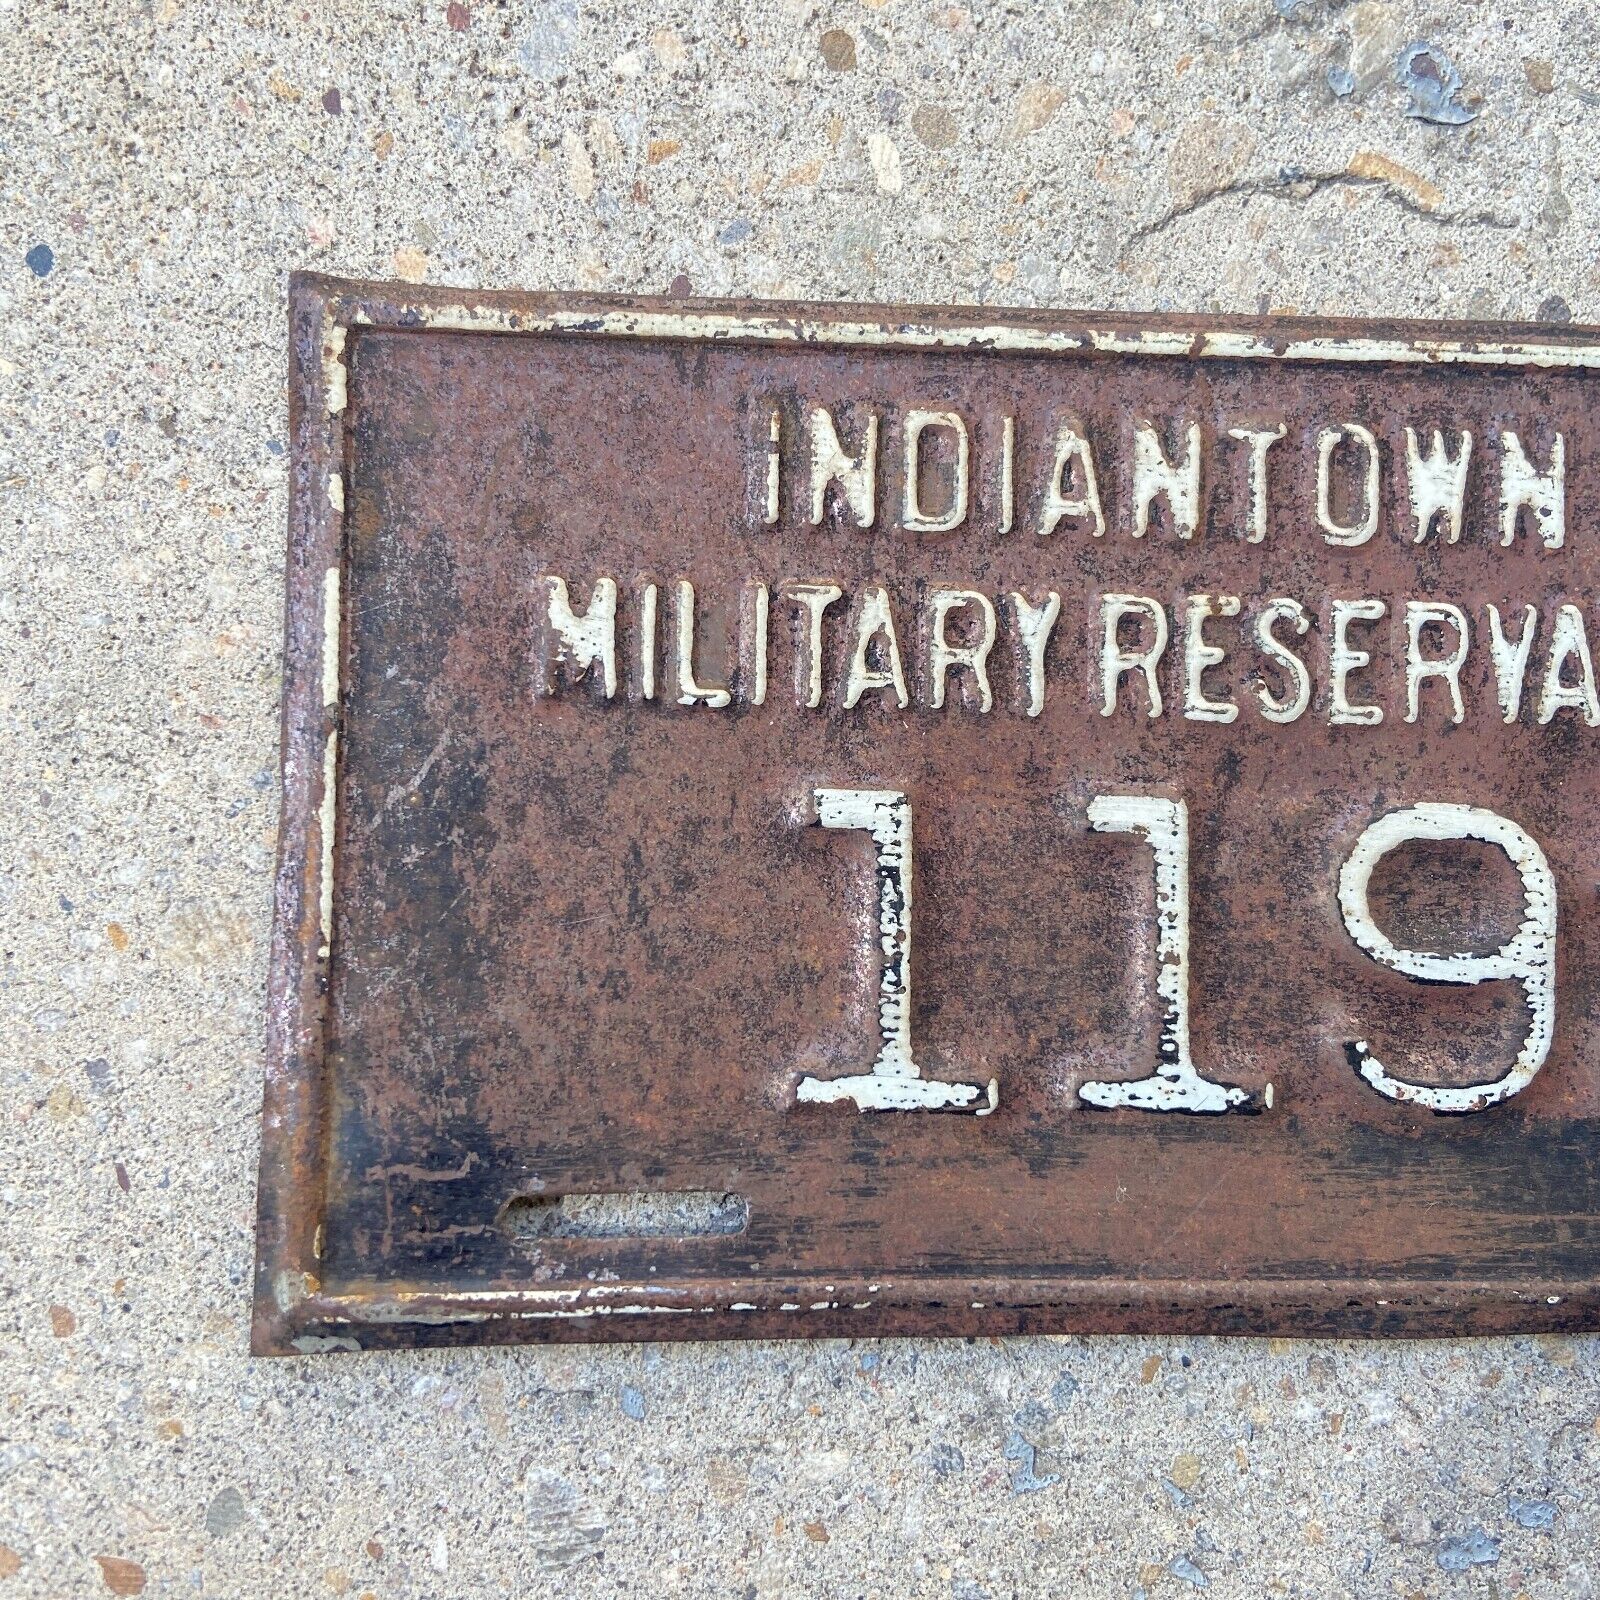 INDIANTOWN
MILITARY RESERVA
119